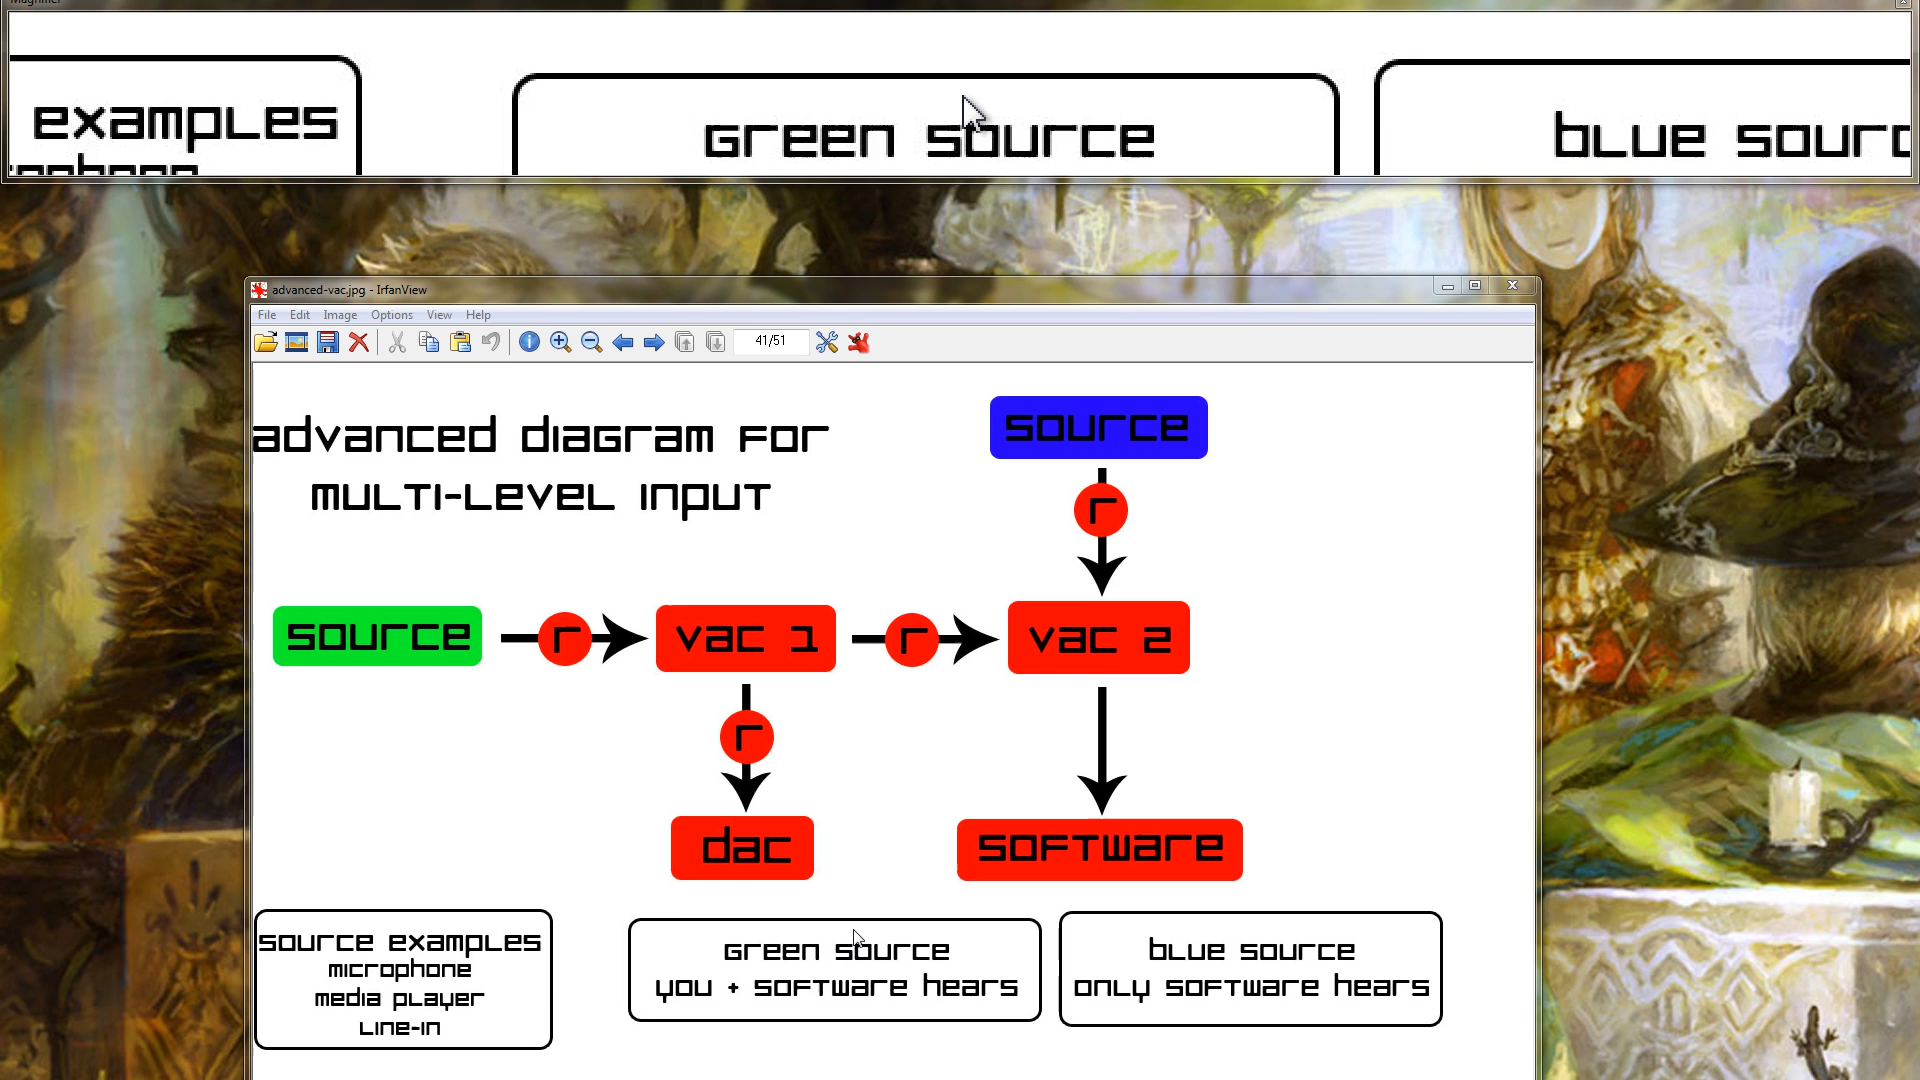 Magnifier
examples
green source
blue sourc
advanced-vac.jpg - IrfanView
File Edit Image Options View Help
41/51
advanced diagram for
multi-level input
source
r
source
r
vac 1
r
vac 2
r
dac
software
source examples
microphone
media player
line-in
green source
you + software hears
blue source
only software hears